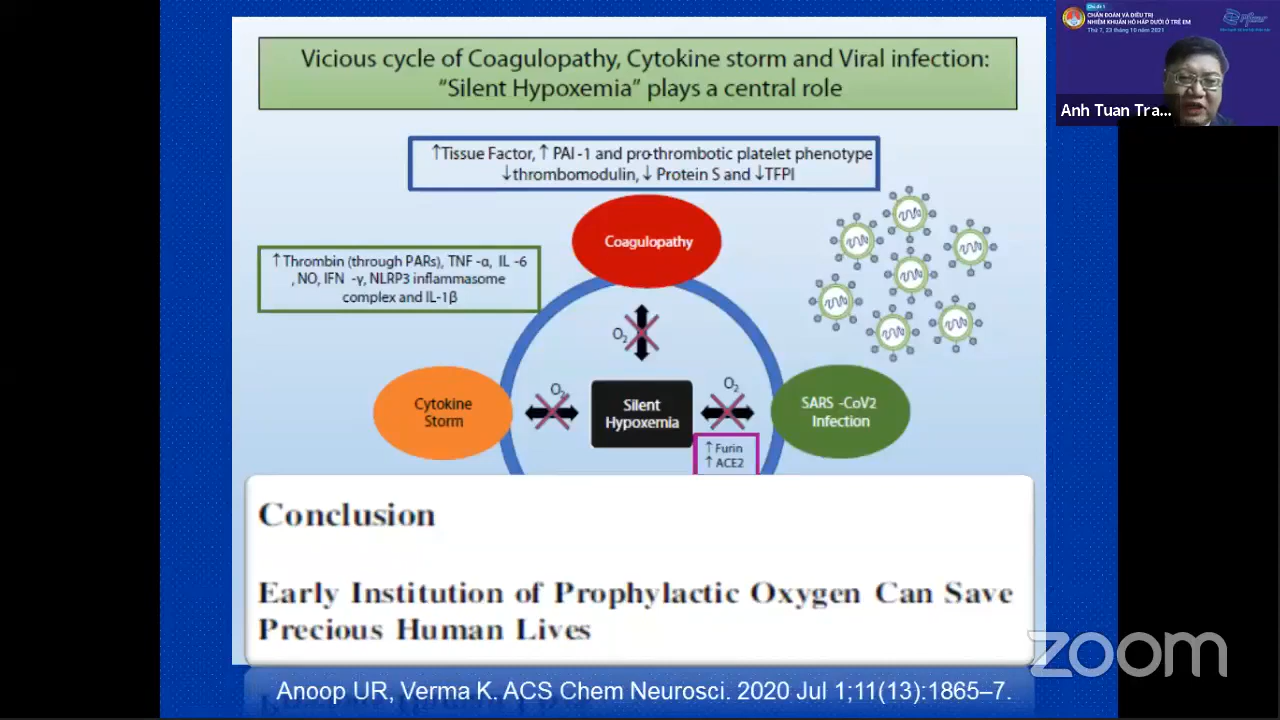 Vicious cycle of Coagulopathy, Cytokine storm and Viral infection:
“Silent Hypoxemia” plays a central role
↑Tissue Factor, ↑ PAI -1 and pro-thrombotic platelet phenotype
↓thrombomodulin, ↓ Protein S and ↓TFPI
Coagulopathy
↑Thrombin (through PARs), TNF -α, IL -6
, NO, IFN -γ, NLRP3 inflammasome
complex and IL-1β
O2
Cytokine
Storm
O2
Silent
Hypoxemia
O2
SARS -CoV2
Infection
↑ Furin
↑ ACE2
Conclusion
Early Institution of Prophylactic Oxygen Can Save
Precious Human Lives
Anoop UR, Verma K. ACS Chem Neurosci. 2020 Jul 1;11(13):1865–7.
CHẨN ĐOÁN VÀ ĐIỀU TRỊ
NHIỄM KHUẨN HÔ HẤP DƯỚI Ở TRẺ EM
Thứ 7, 23 tháng 10 năm 2021
Pfizer
Anh Tuan Tra...
zoom